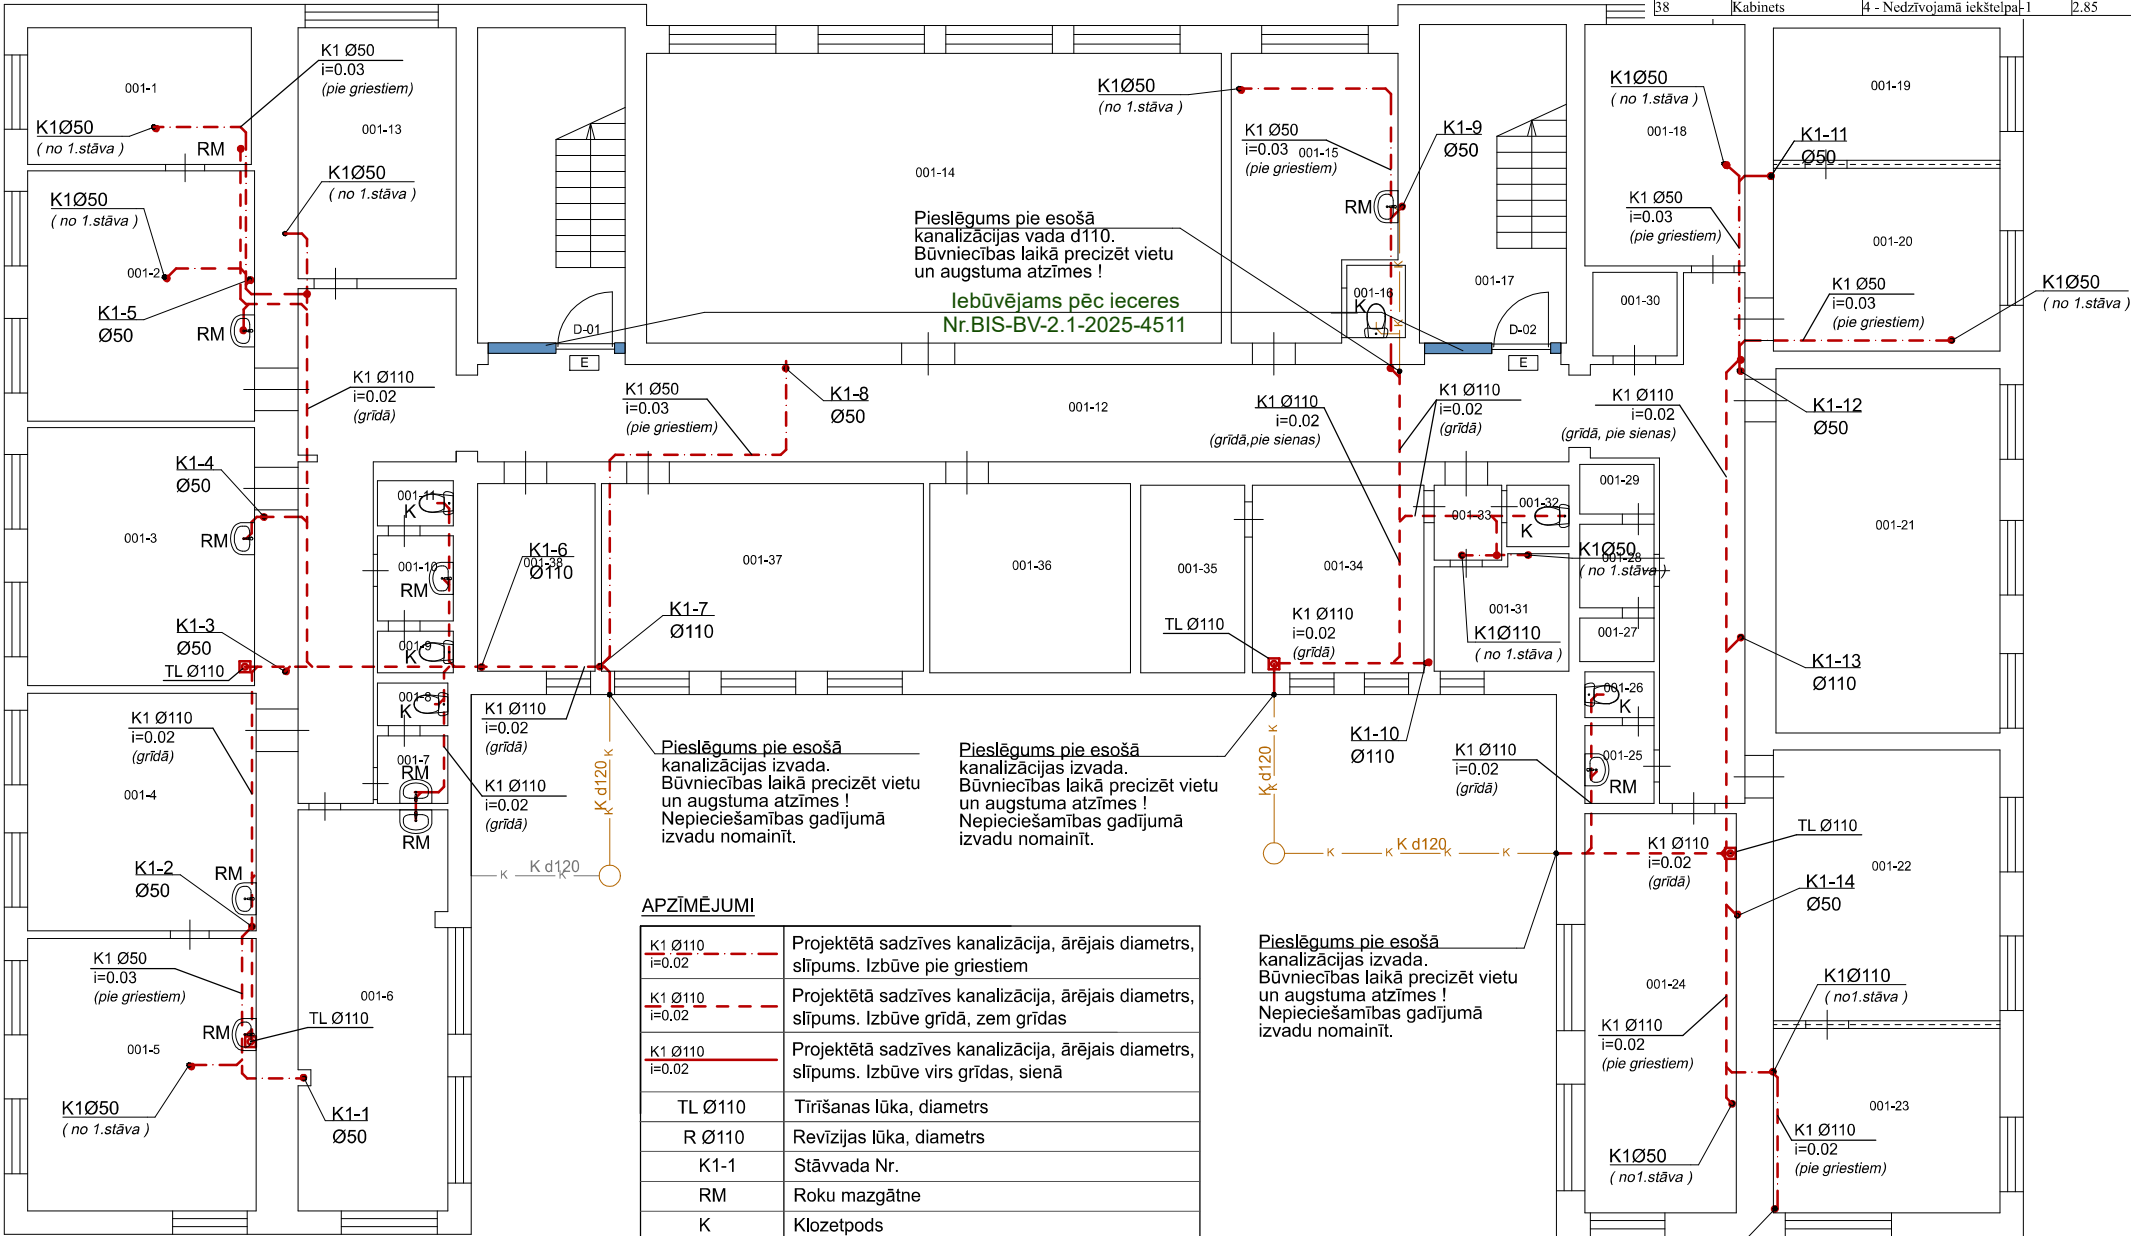 38 Kabinets 4 - Nedzīvojamā iekštelpa-1 2.85
001-1
K1 Ø50
i=0.03
(pie griestiem)
001-13
K1Ø50
( no 1.stāva )
RM
K1Ø50
( no 1.stāva )
K1Ø50
( no 1.stāva )
001-2
K1-5
Ø50
RM
K1 Ø110
i=0.02
(grīdā)
001-14
K1Ø50
( no 1.stāva )
K1 Ø50
i=0.03
(pie griestiem)
001-15
K1-9
Ø50
RM
Pieslēgums pie esošā
kanalizācijas vada d110.
Būvniecības laikā precizēt vietu
un augstuma atzīmes !
Iebūvējams pēc ieceres
Nr.BIS-BV-2.1-2025-4511
001-16
K
K
K
001-17
D-01
E
D-02
E
K1Ø50
( no 1.stāva )
001-18
001-19
K1-11
Ø50
K1 Ø50
i=0.03
(pie griestiem)
001-20
001-30
K1 Ø50
i=0.03
(pie griestiem)
K1Ø50
( no 1.stāva )
K1 Ø50
i=0.03
(pie griestiem)
K1-8
Ø50
001-12
K1 Ø110
i=0.02
(grīdā,pie sienas)
K1 Ø110
i=0.02
(grīdā)
K1 Ø110
i=0.02
(grīdā, pie sienas)
K1-12
Ø50
K1-4
Ø50
001-3
RM
K1-3
Ø50
TL Ø110
001-11
K
001-10
RM
001-9
K
001-8
K
001-7
RM
RM
K1-6
001-38
Ø110
001-37
K1-7
Ø110
001-36
001-35
TL Ø110
001-34
K1 Ø110
i=0.02
(grīdā)
001-33
001-32
K
K1Ø50
001-28
( no 1.stāva )
001-31
K1Ø110
( no 1.stāva )
001-29
001-27
001-21
K1-13
Ø110
001-26
K
001-25
RM
K1 Ø110
i=0.02
(grīdā)
001-4
K1-2
Ø50
RM
K1 Ø110
i=0.02
(grīdā)
K1 Ø110
i=0.02
(grīdā)
Pieslēgums pie esošā
kanalizācijas izvada.
Būvniecības laikā precizēt vietu
un augstuma atzīmes !
Nepieciešamības gadījumā
izvadu nomainīt.
K d120
K
K
K
K d120
K
Pieslēgums pie esošā
kanalizācijas izvada.
Būvniecības laikā precizēt vietu
un augstuma atzīmes !
Nepieciešamības gadījumā
izvadu nomainīt.
K d120
K
K
K1-10
Ø110
K1 Ø110
i=0.02
(grīdā)
K
K
K d120
K
K1 Ø110
i=0.02
(grīdā)
TL Ø110
K1-14
Ø50
001-22
Pieslēgums pie esošā
kanalizācijas izvada.
Būvniecības laikā precizēt vietu
un augstuma atzīmes !
Nepieciešamības gadījumā
izvadu nomainīt.
001-24
K1 Ø110
i=0.02
(pie griestiem)
K1Ø110
( no1.stāva )
001-23
K1 Ø110
i=0.02
(pie griestiem)
K1Ø50
( no1.stāva )
K1 Ø50
i=0.03
(pie griestiem)
001-6
TL Ø110
RM
001-5
K1Ø50
( no 1.stāva )
K1-1
Ø50
APZĪMĒJUMI
K1 Ø110
i=0.02
Projektētā sadzīves kanalizācija, ārējais diametrs,
slīpums. Izbūve pie griestiem
K1 Ø110
i=0.02
Projektētā sadzīves kanalizācija, ārējais diametrs,
slīpums. Izbūve grīdā, zem grīdas
K1 Ø110
i=0.02
Projektētā sadzīves kanalizācija, ārējais diametrs,
slīpums. Izbūve virs grīdas, sienā
TL Ø110 Tīrīšanas lūka, diametrs
R Ø110 Revīzijas lūka, diametrs
K1-1 Stāvvada Nr.
RM Roku mazgātne
K Klozetpods